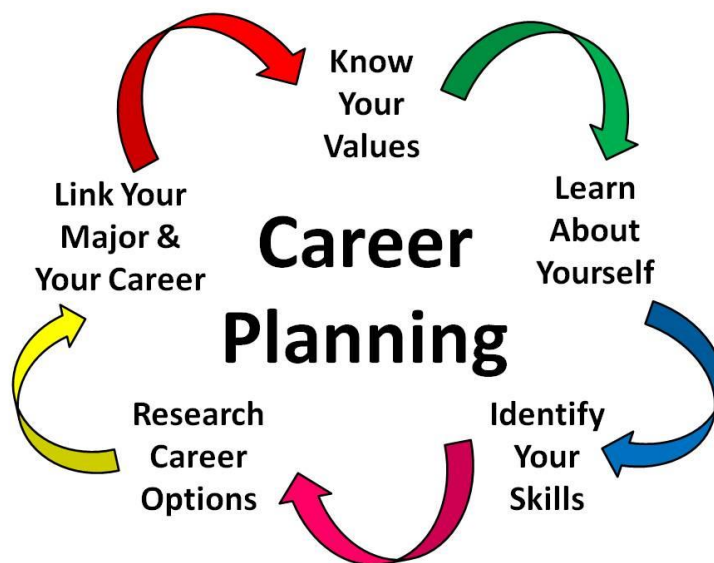 Know
Your
Values
Learn
About
Yourself
Identify
Your
Skills
Research
Career
Options
Link Your
Major &
Your Career
Career
Planning